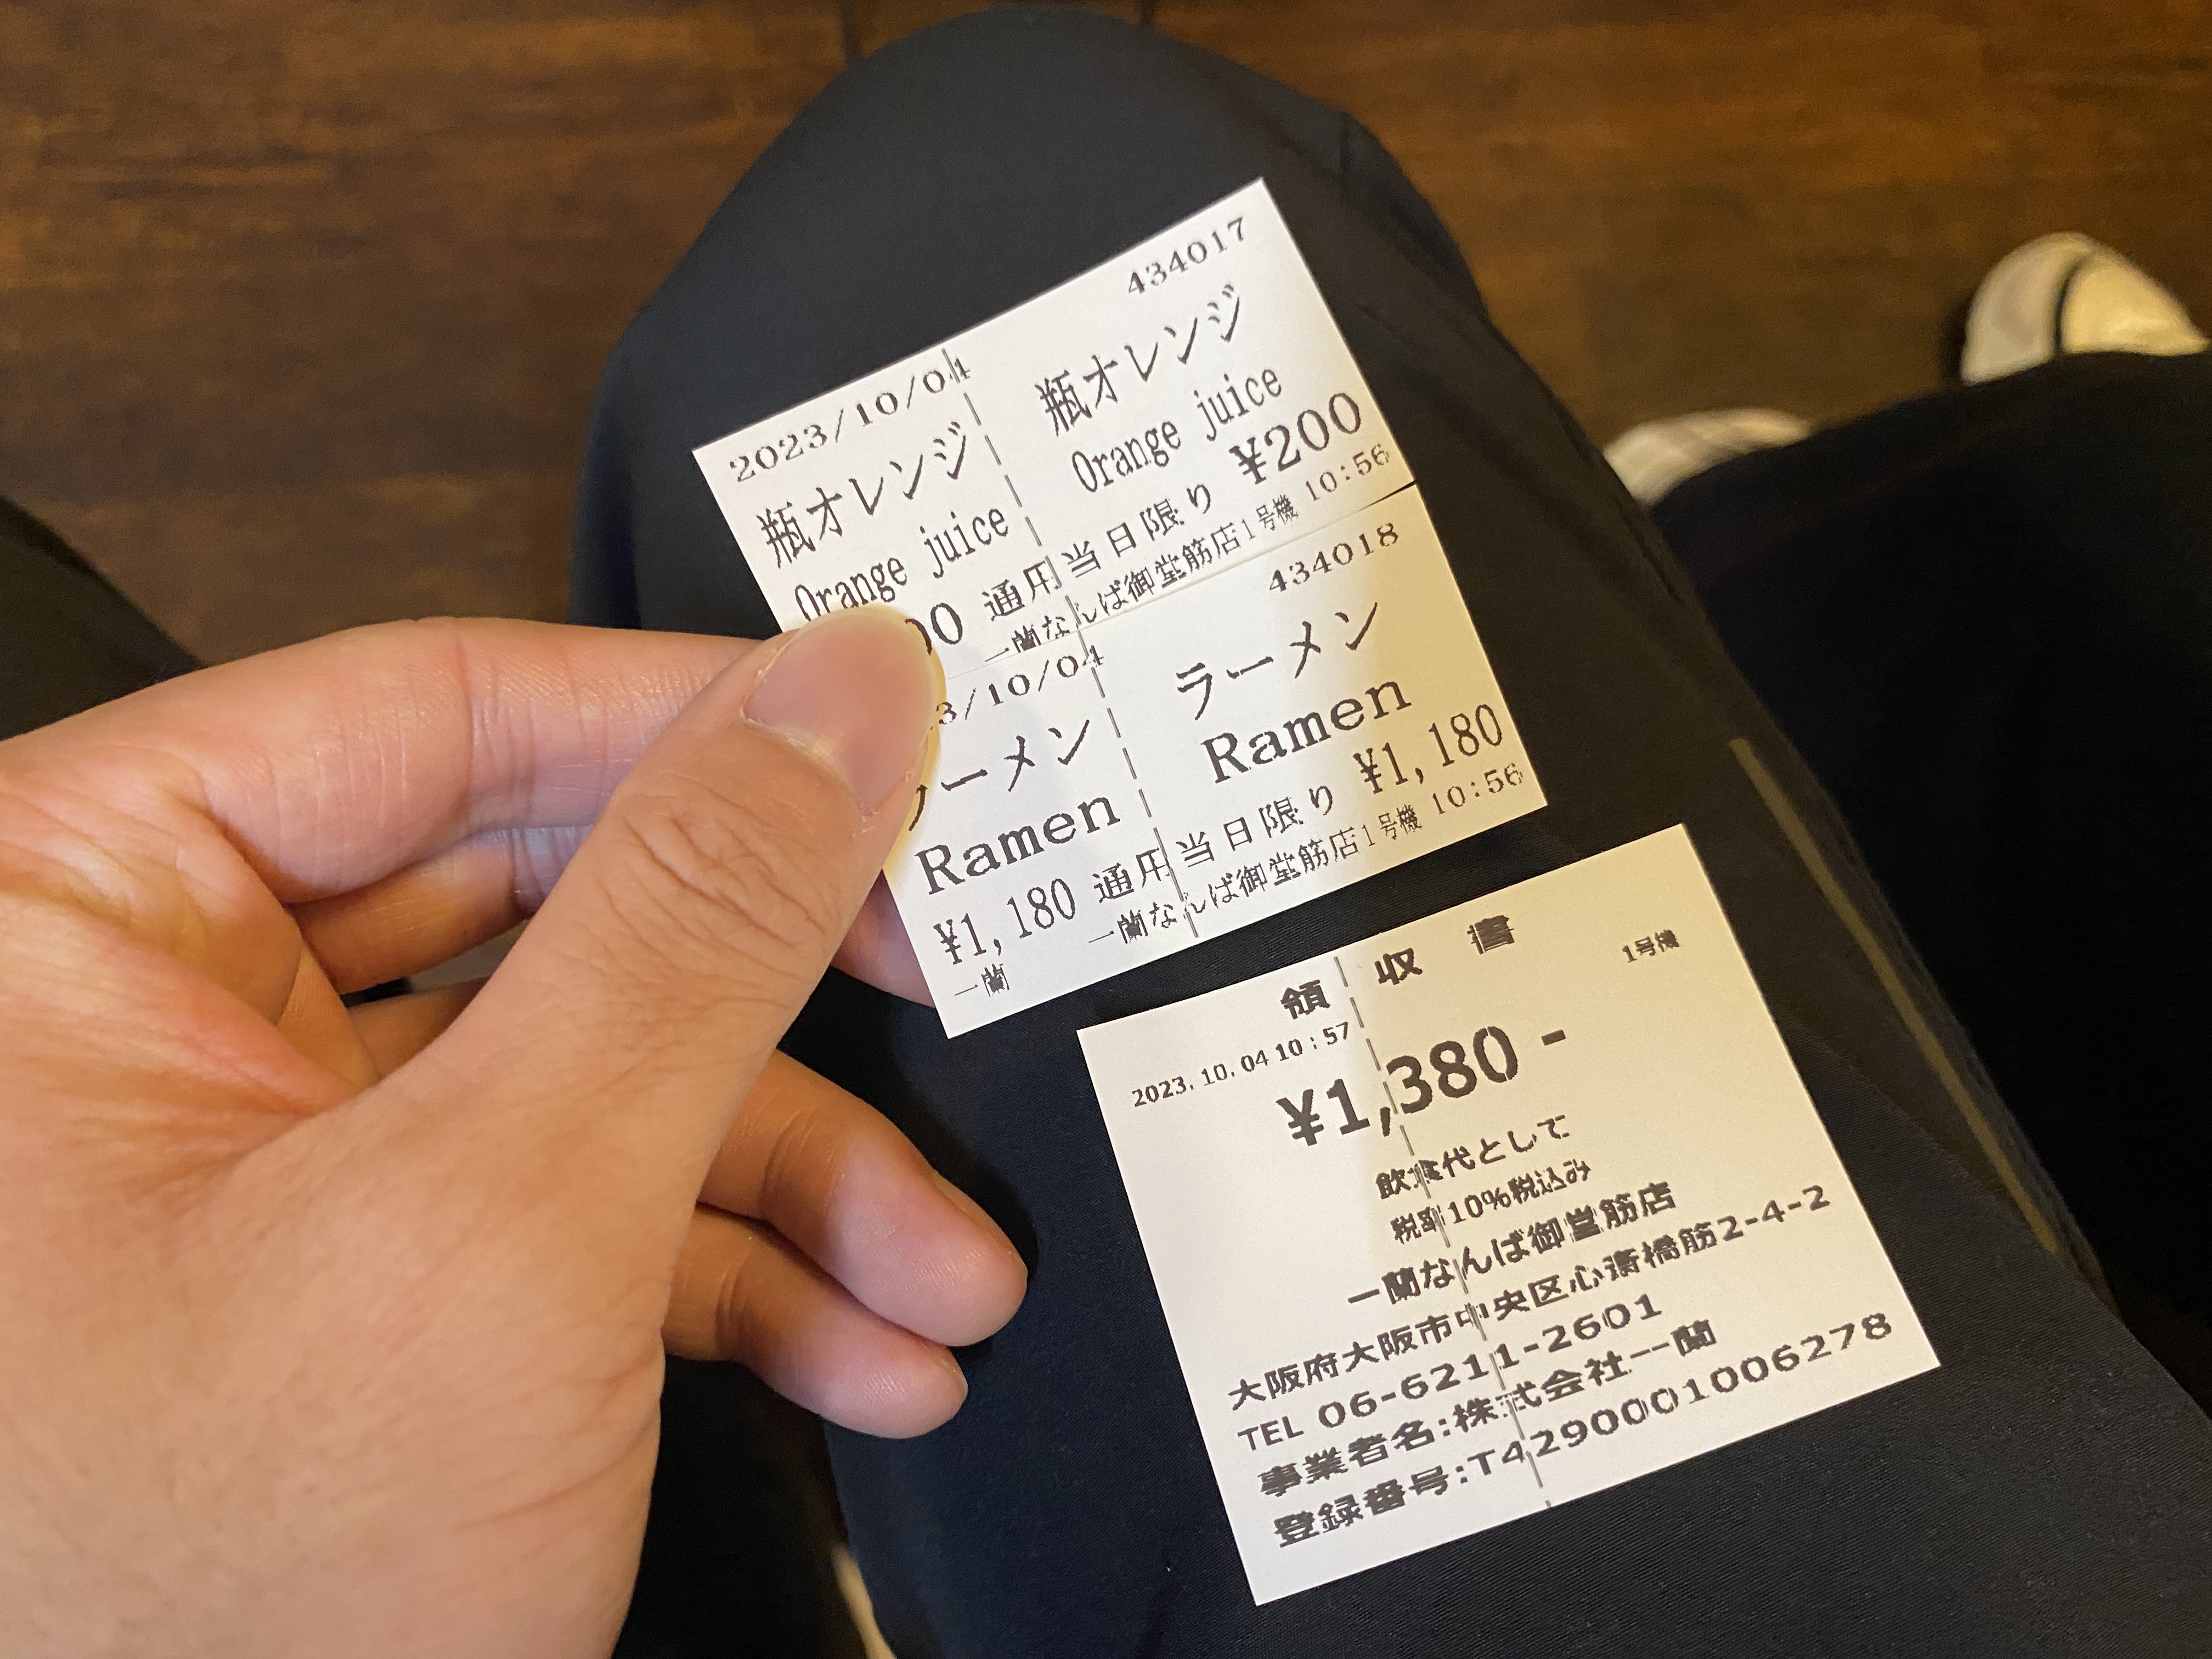 2023/10/04
434017
瓶オレンジ
瓶オレンジ
Orange juice
Orange juice
00 通用当日限り ¥200
一蘭なんば御堂筋店1号機 10:56
3/10/04
434018
ーメン
ラーメン
Ramen
Ramen
¥1,180 通用当日限り ¥1,180
一蘭
一蘭なんば御堂筋店1号機 10:56
領 収 書
1号機
2023.10.04 10:57
¥1,380-
飲食代として
税率10%税込み
一蘭なんば御堂筋店
大阪府大阪市中央区心斎橋筋2-4-2
TEL 06-6211-2601
事業者名:株式会社一蘭
登録番号:T4290001006278